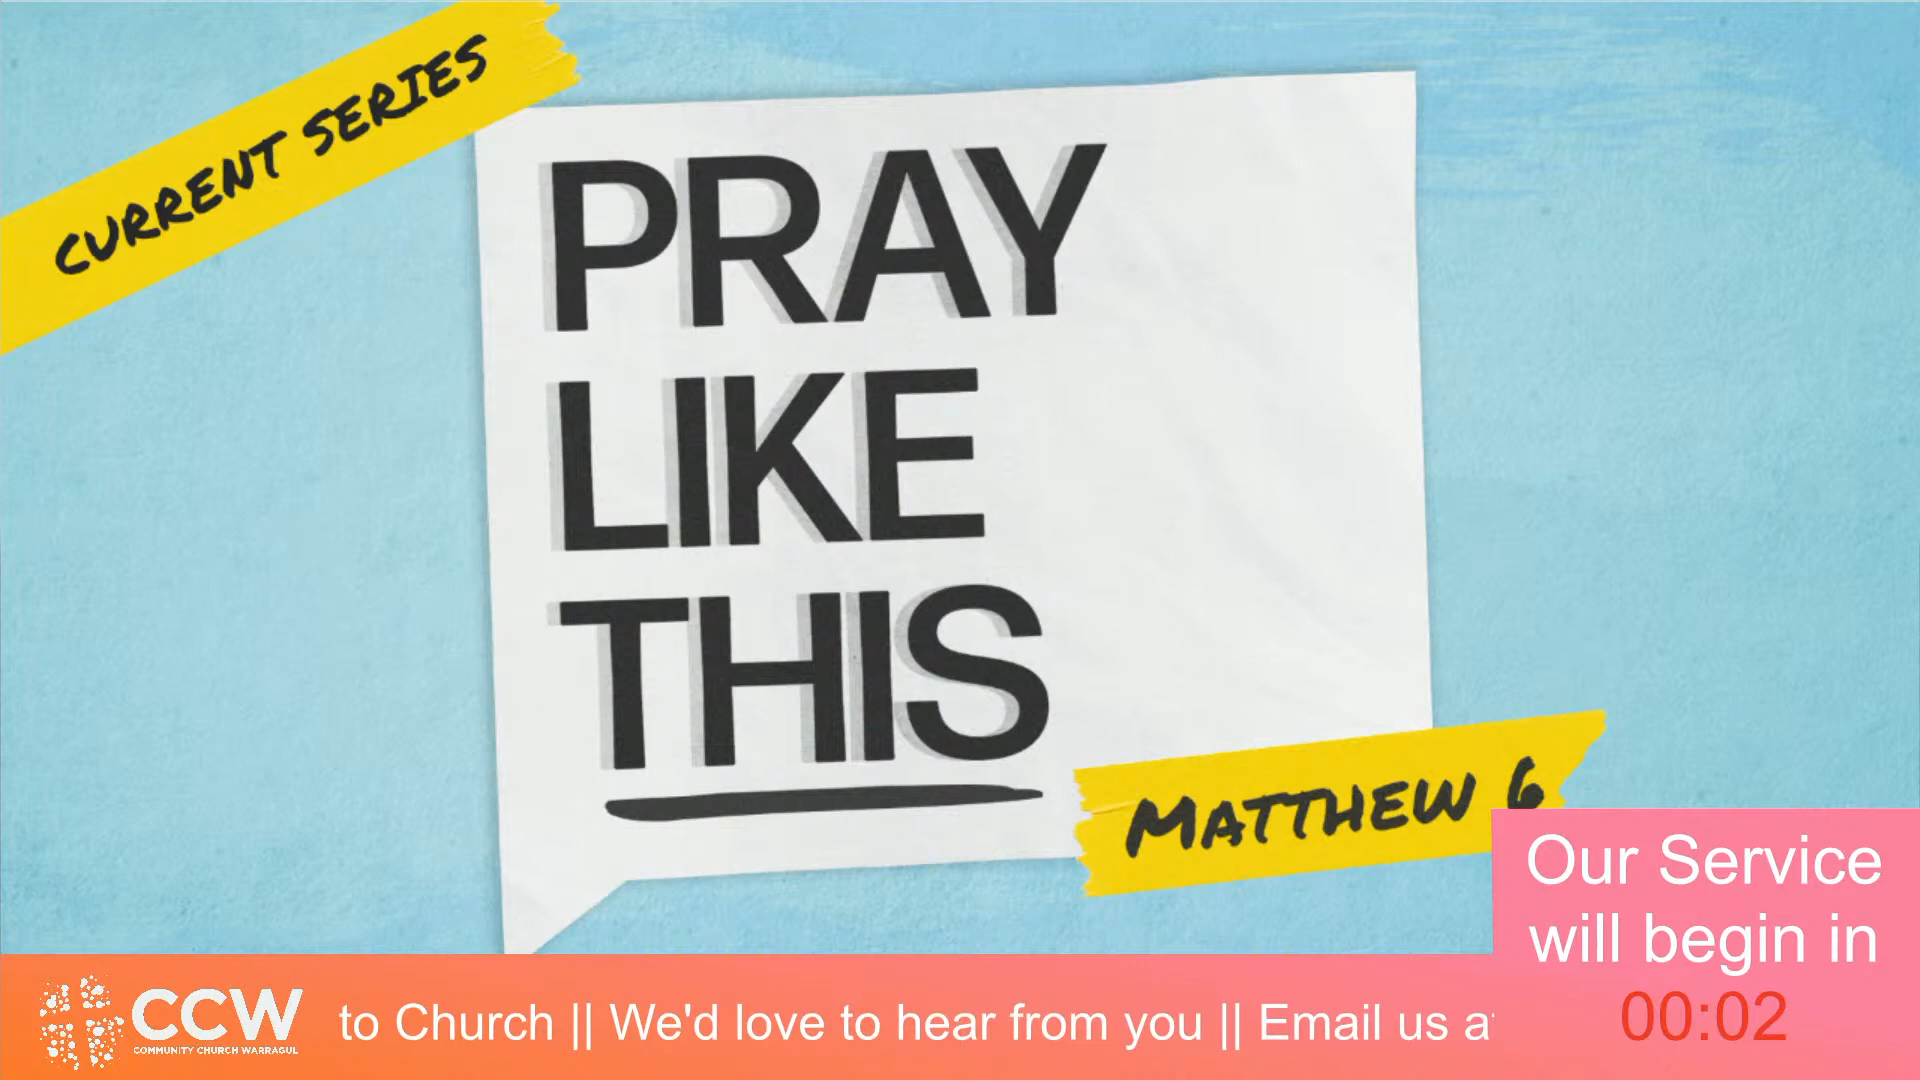 CURRENT SERIES
PRAY
LIKE
THIS
MATTHEW 6
Our Service
will begin in
00:02
CCW
COMMUNITY CHURCH WARRAGUL
to Church || We'd love to hear from you || Email us at